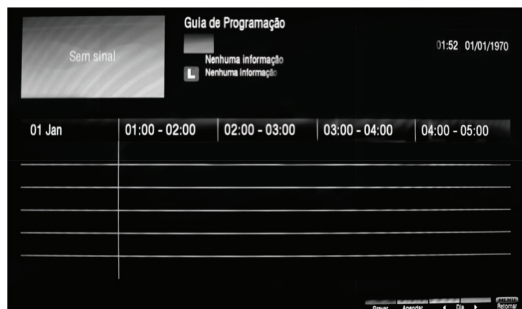 Guia de Programação
Sem sinal
01:52 01/01/1970
Nenhuma informação
L Nenhuma informação
01 Jan 01:00 - 02:00 02:00 - 03:00 03:00 - 04:00 04:00 - 05:00
Gravar Agendar Dia Retornar